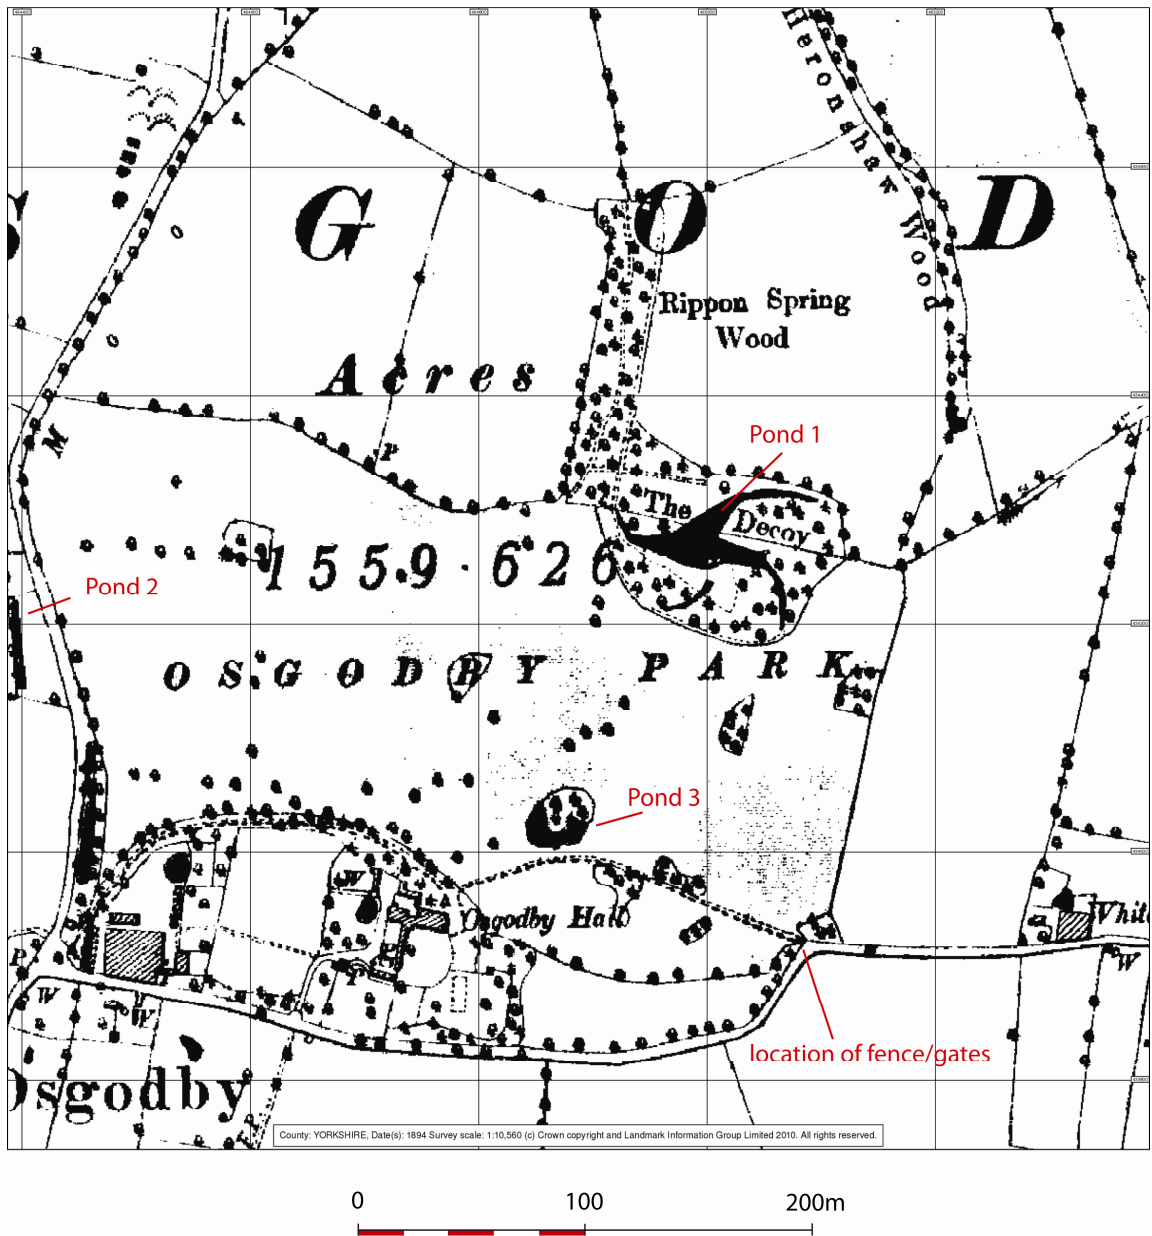 Heronshaw Wood
G O D
Rippon Spring
Wood
Acres
M
P
Pond 1
The Decoy
1559.626
Pond 2
OSGODBY PARK
Pond 3
W
Osgodby Hall
White
W
P
W
W
location of fence/gates
Osgodby
County: YORKSHIRE, Date(s): 1894 Survey scale: 1:10,560 (c) Crown copyright and Landmark Information Group Limited 2010. All rights reserved.
0 100 200m